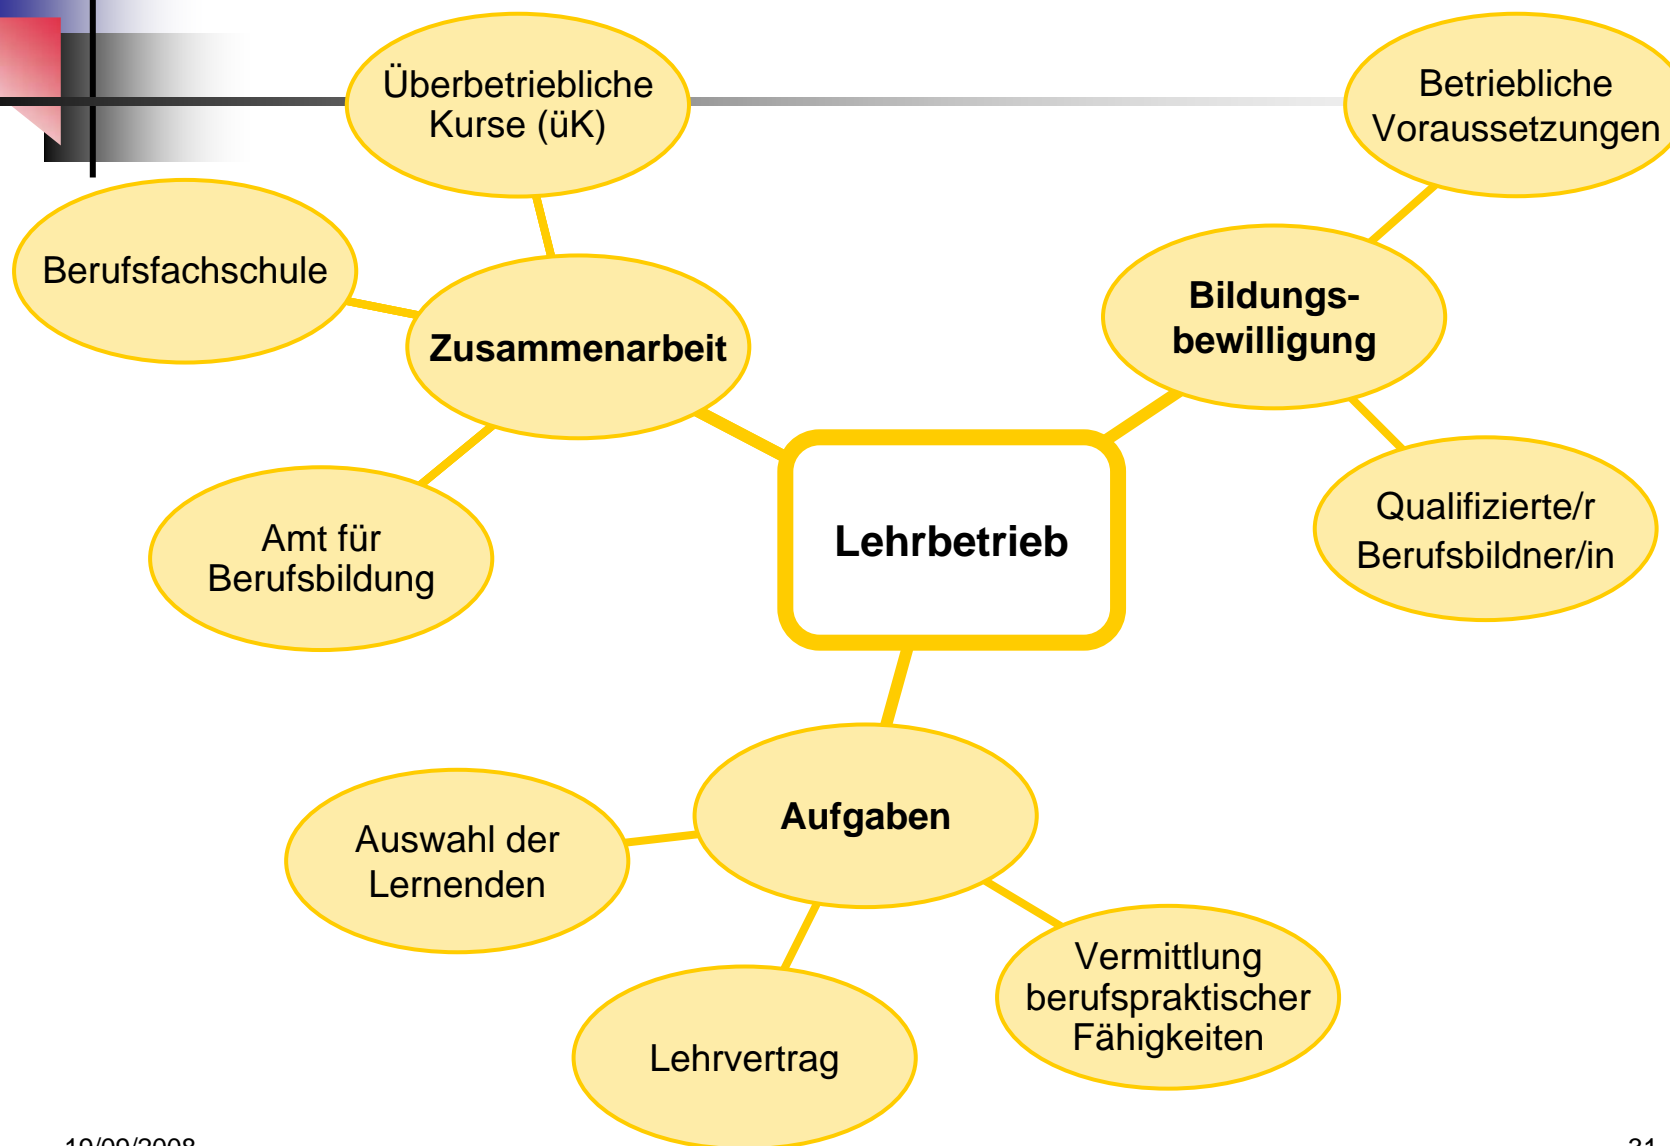 Überbetriebliche
Kurse (üK)
Betriebliche
Voraussetzungen
Berufsfachschule
Zusammenarbeit
Bildungs-
bewilligung
Amt für
Berufsbildung
Lehrbetrieb
Qualifizierte/r
Berufsbildner/in
Aufgaben
Auswahl der
Lernenden
Vermittlung
berufspraktischer
Fähigkeiten
Lehrvertrag